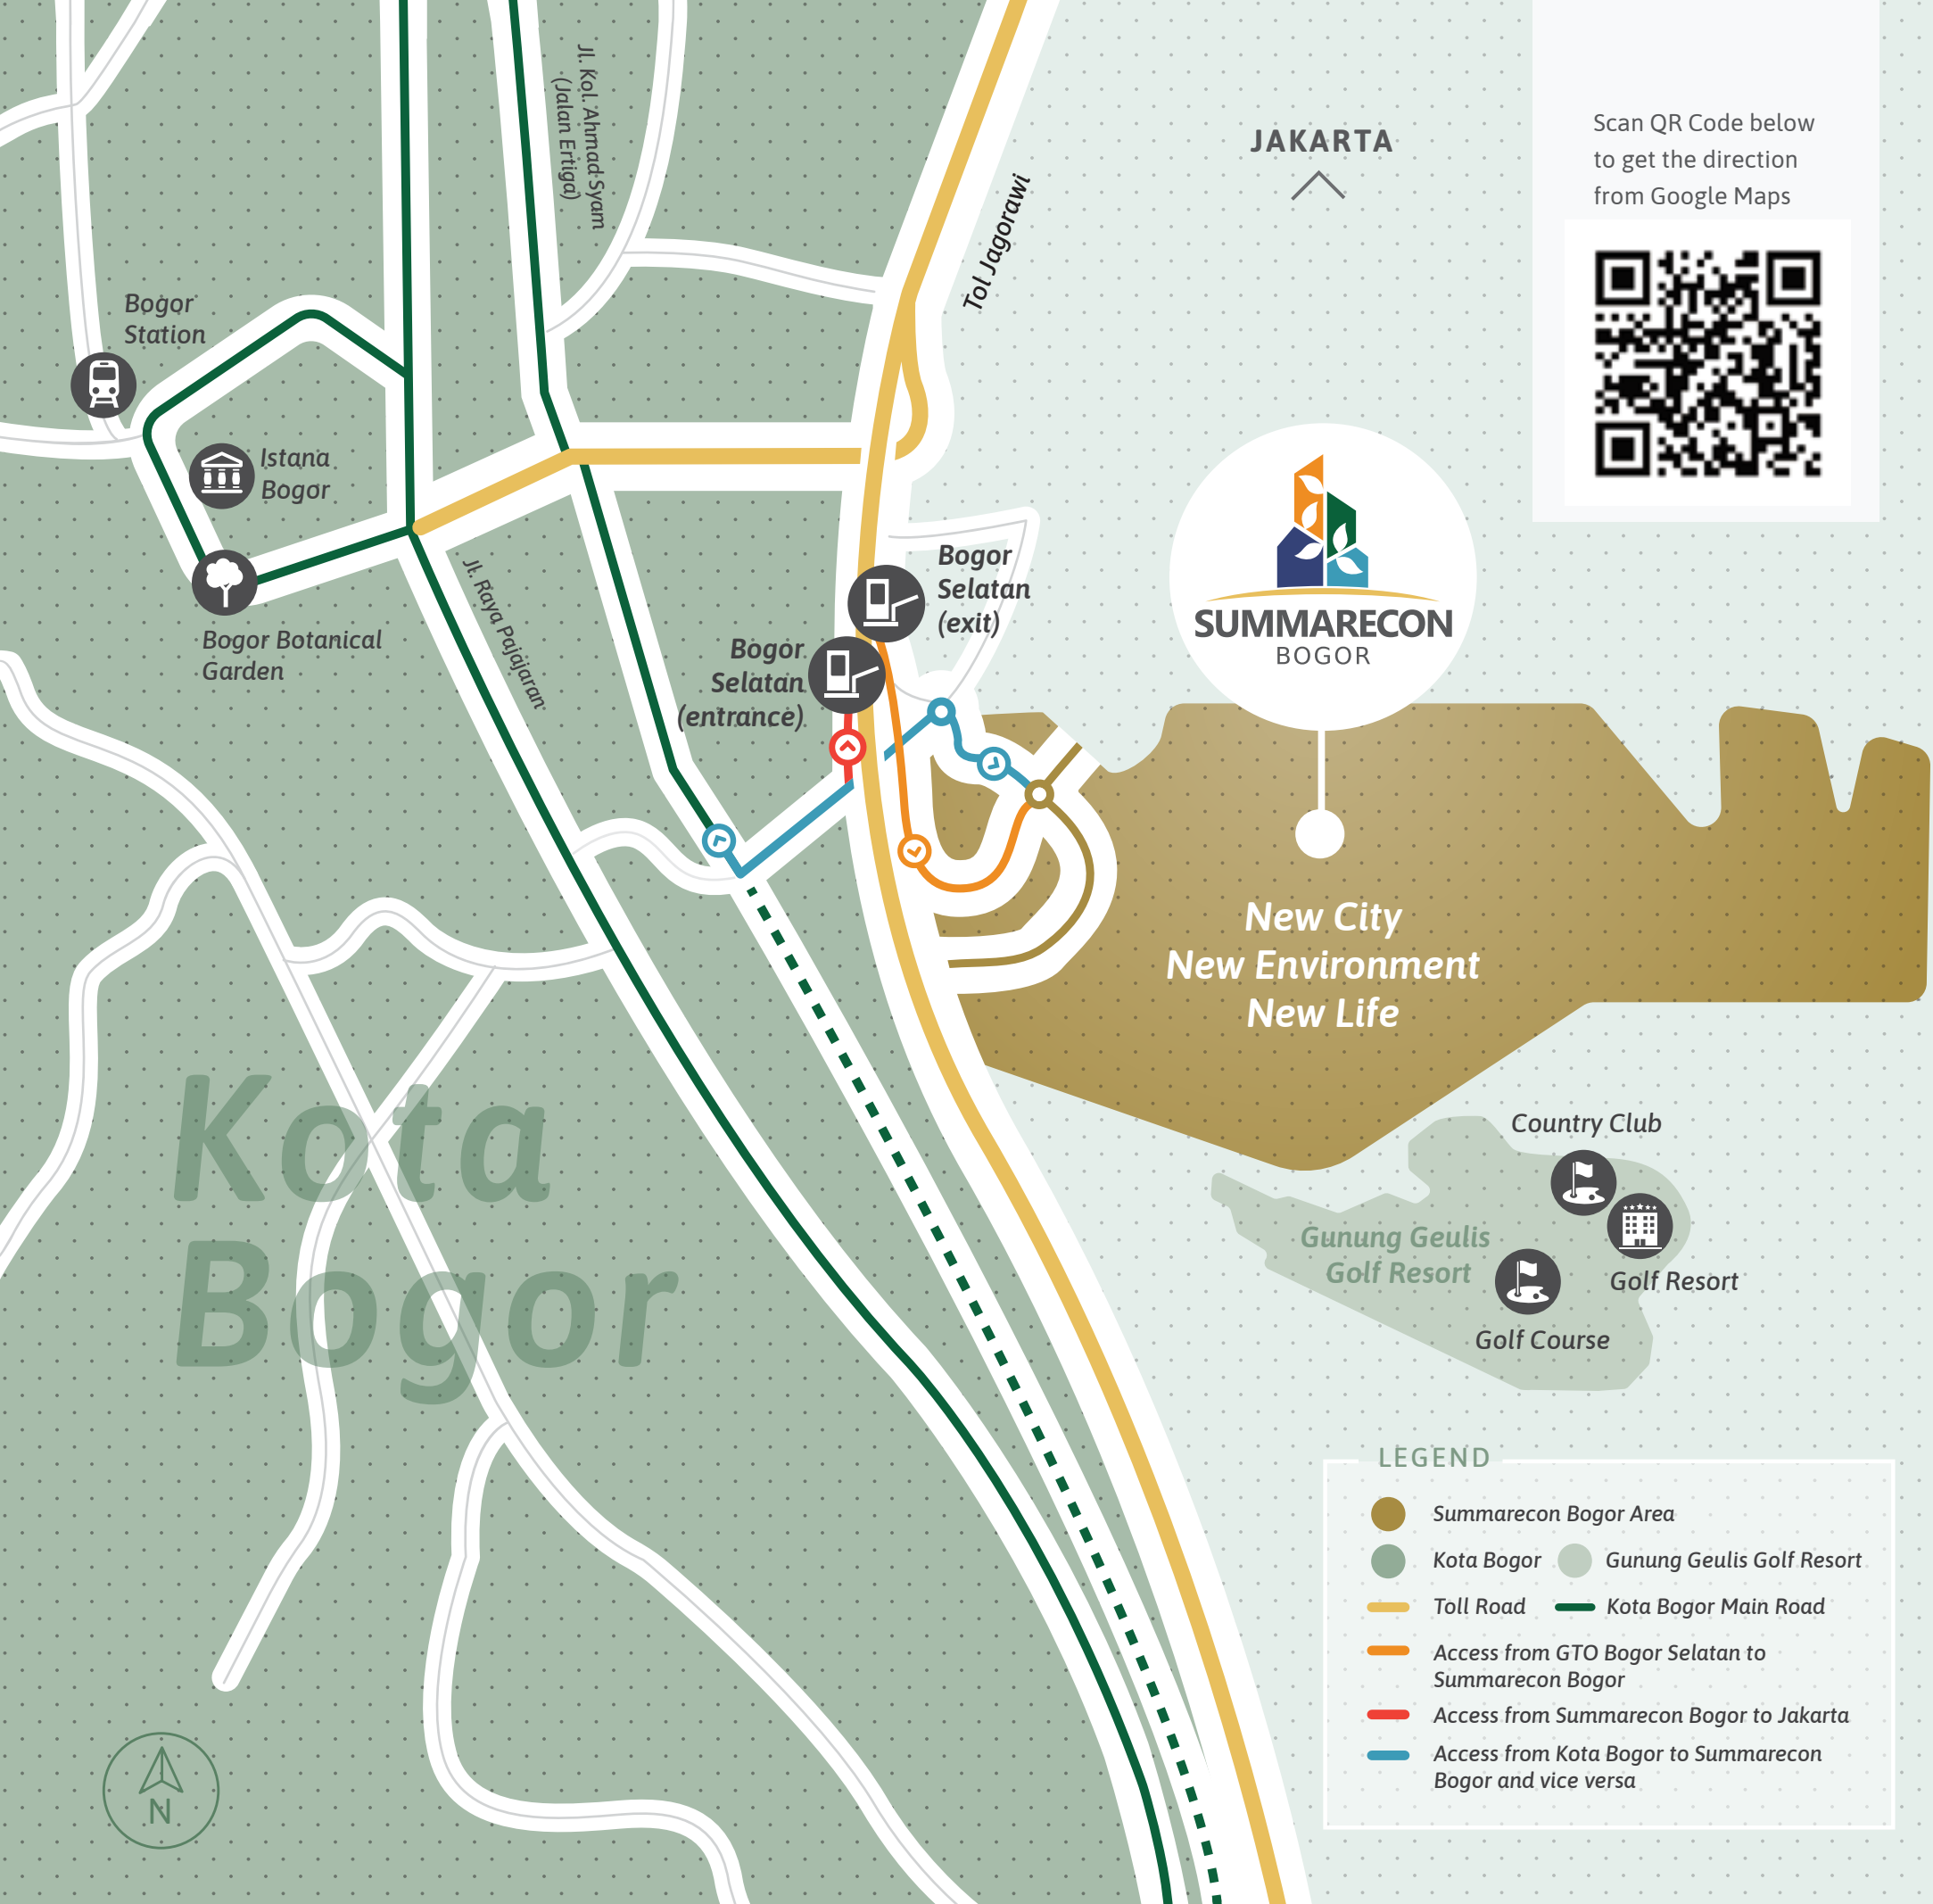 Jl. Kol. Ahmad Syam
(Jalan Ertiga)
JAKARTA
Tol Jagorawi
Scan QR Code below
to get the direction
from Google Maps
Bogor
Station
Istana
Bogor
Bogor Botanical
Garden
Jl. Raya Pajajaran
Bogor
Selatan
(exit)
Bogor
Selatan
(entrance)
SUMMARECON
BOGOR
New City
New Environment
New Life
Kota
Bogor
Country Club
Gunung Geulis
Golf Resort
Golf Resort
Golf Course
LEGEND
Summarecon Bogor Area
Kota Bogor
Gunung Geulis Golf Resort
Toll Road
Kota Bogor Main Road
Access from GTO Bogor Selatan to
Summarecon Bogor
Access from Summarecon Bogor to Jakarta
Access from Kota Bogor to Summarecon
Bogor and vice versa
N